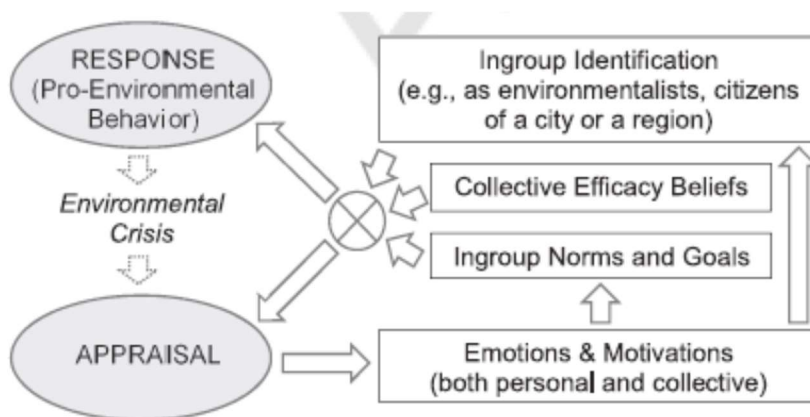 RESPONSE
(Pro-Environmental
Behavior)
Environmental
Crisis
APPRAISAL
Ingroup Identification
(e.g., as environmentalists, citizens
of a city or a region)
Collective Efficacy Beliefs
Ingroup Norms and Goals
Emotions & Motivations
(both personal and collective)